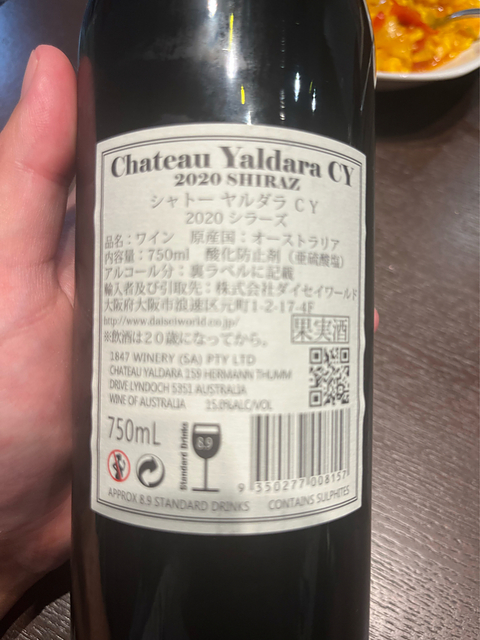 Chateau Yaldara CY
2020 SHIRAZ
シャトー ヤルダラ CY
2020 シラーズ
品名：ワイン 原産国：オーストラリア
内容量：750ml 酸化防止剤（亜硫酸塩）
アルコール分：裏ラベルに記載
輸入者及び引取先：株式会社ダイセイワールド
大阪府大阪市浪速区元町1-2-17-4F
http://www.daiseiworld.co.jp/
果実酒
※飲酒は20歳になってから。
1847 WINERY (SA) PTY LTD
CHATEAU YALDARA 159 HERMANN THUMM
DRIVE LYNDOCH 5351 AUSTRALIA
WINE OF AUSTRALIA 15.0%ALC/VOL
750mL
Standard Drinks
8.9
9 350277 008157
APPROX 8.9 STANDARD DRINKS CONTAINS SULPHITES